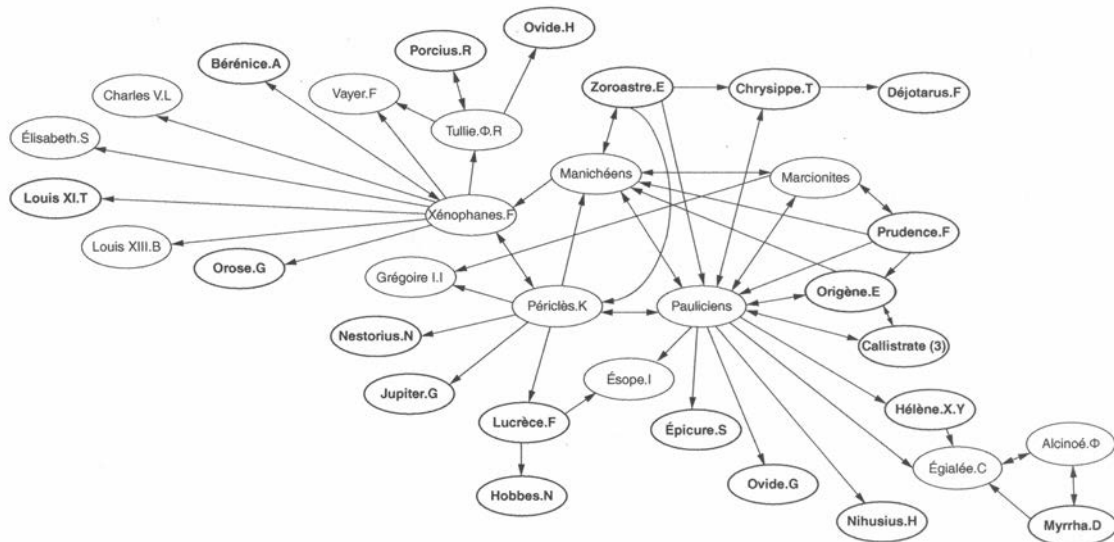 Ovide.H
Porcius.R
Bérénice.A
Zoroastre.E
Chrysippe.T
Déjotarus.F
Charles V.L
Vayer.F
Tullie.Φ.R
Élisabeth.S
Manichéens
Marcionites
Louis XI.T
Xénophanes.F
Prudence.F
Louis XIII.B
Orose.G
Grégoire I.I
Périclès.K
Pauliciens
Origène.E
Nestorius.N
Callistrate (3)
Jupiter.G
Ésope.I
Lucrèce.F
Épicure.S
Hélène.X.Y
Alcinoé.Φ
Égialée.C
Ovide.G
Hobbes.N
Nihusius.H
Myrrha.D